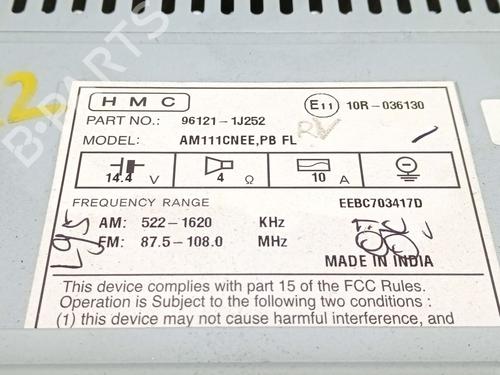 B-PARTS
22
HMC
E11 10R-036130
PART NO. : 96121-1J252
RV
MODEL: AM111CNEE,PB FL
14.4 V 4 Ω 10 A
FREQUENCY RANGE EEBC703417D
AM: 522-1620 KHz
FM: 87.5-108.0 MHz
MADE IN INDIA
This device complies with part 15 of the FCC Rules.
Operation is Subject to the following two conditions :
(1) this device may not cause harmful interference, and